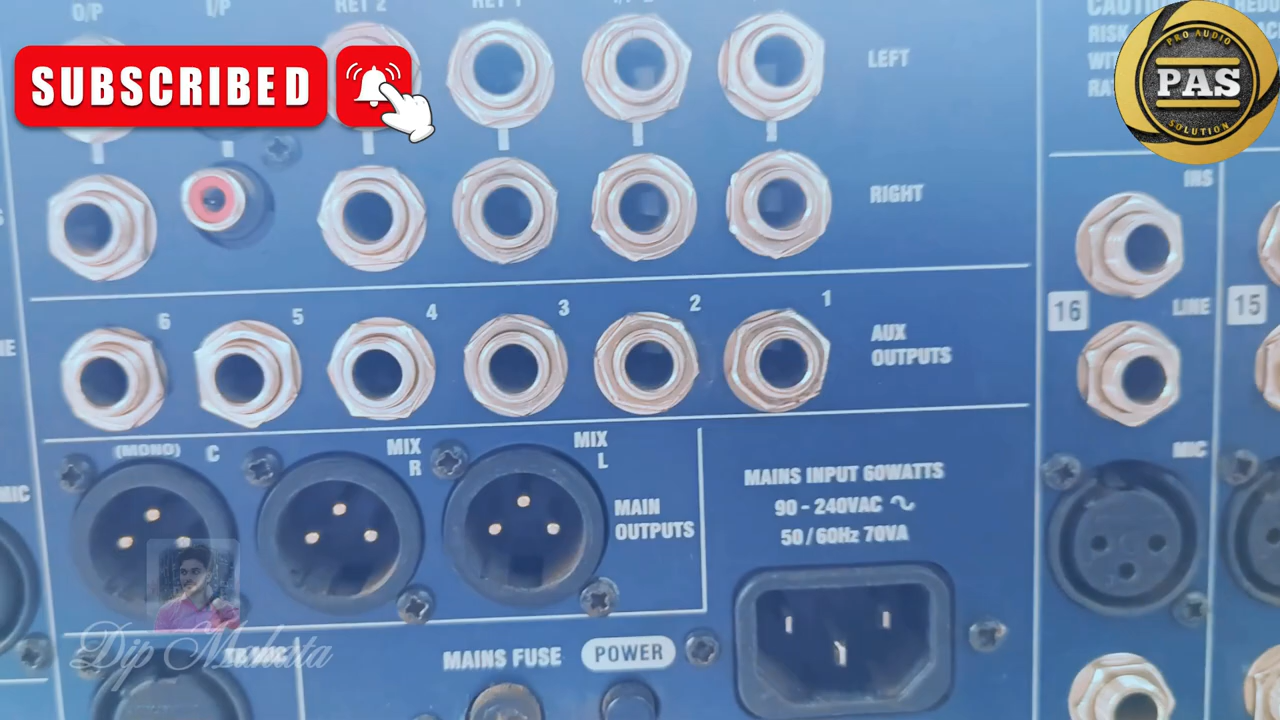 O/P
I/P
RET 2
SUBSCRIBED
LEFT
PRO AUDIO
PAS
SOLUTION
RIGHT
INS
6
5
4
3
2
1
AUX
OUTPUTS
16
LINE
15
(MONO) C
MIX
R
MIX
L
MAIN
OUTPUTS
MIC
MIC
MAINS INPUT 60WATTS
90 - 240VAC
50/60Hz 70VA
Dip
MAINS FUSE
POWER